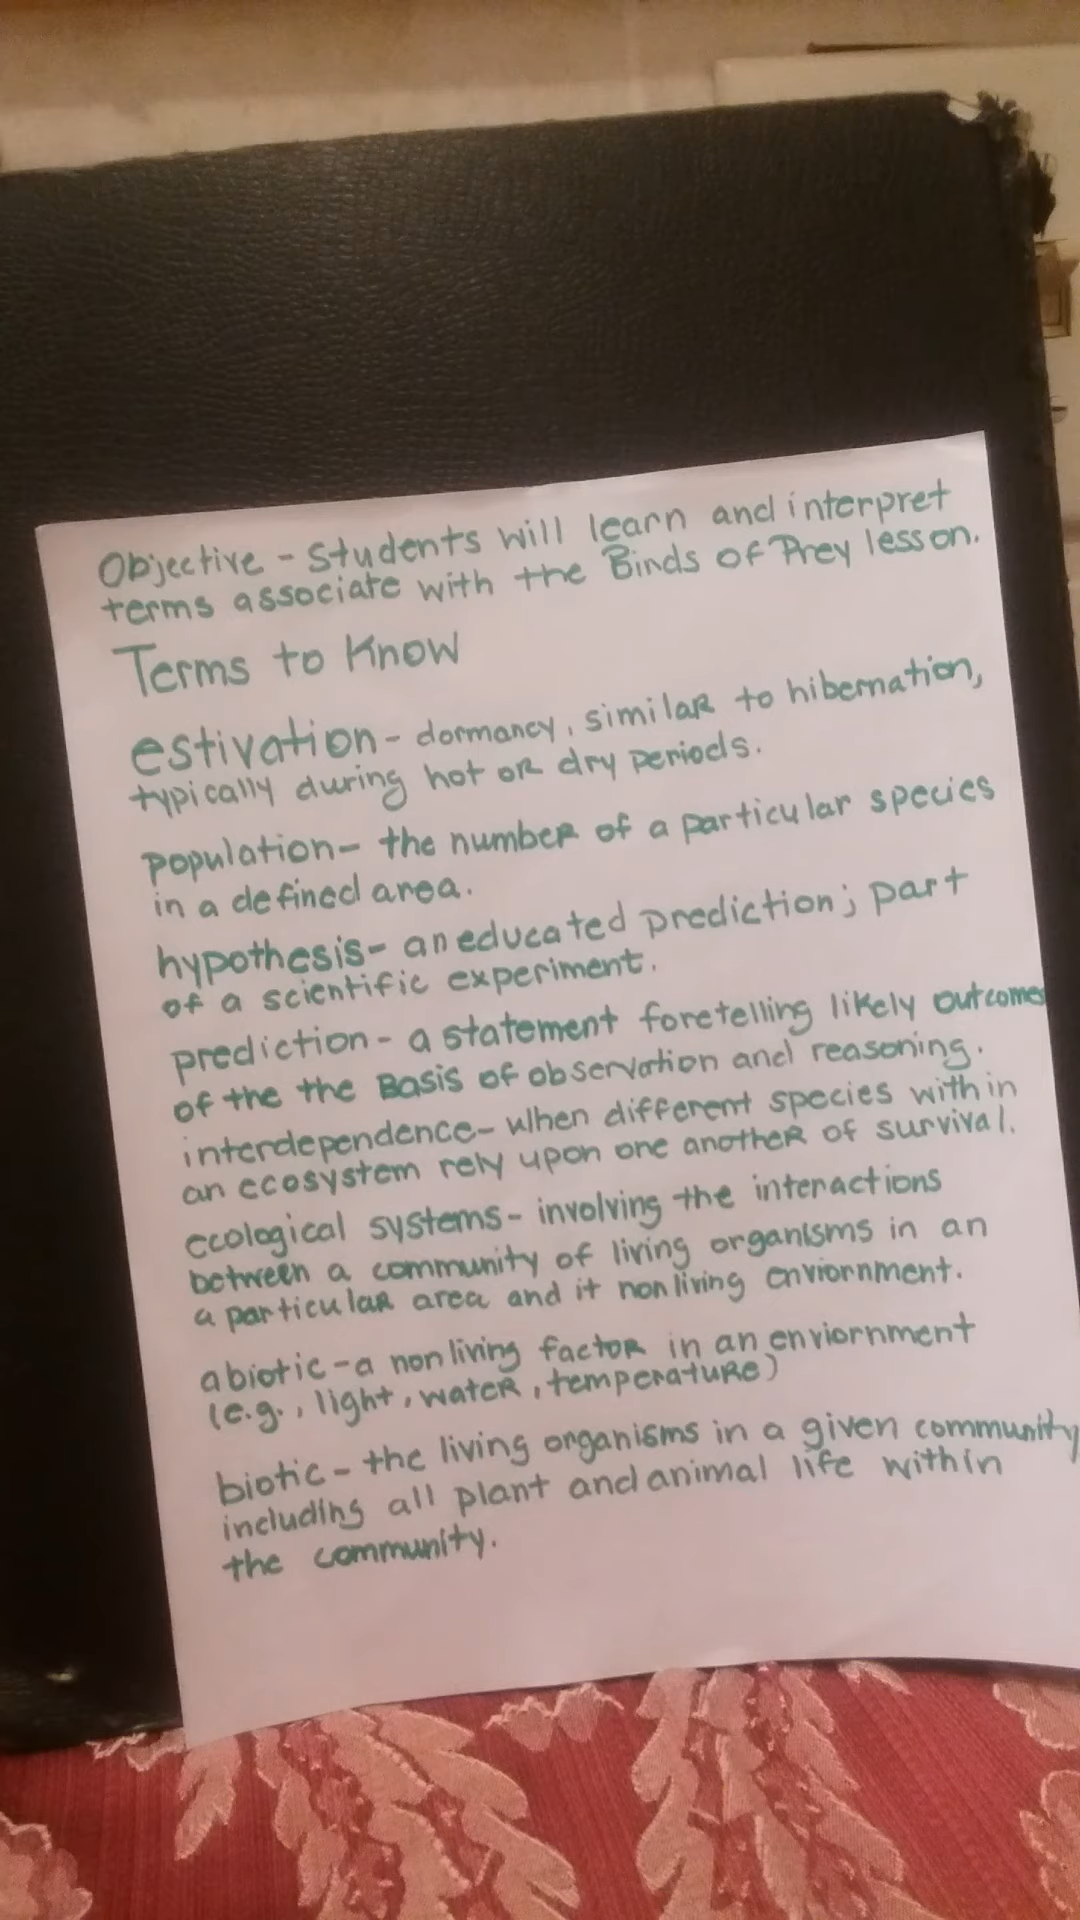 Objective - Students will learn and interpret
terms associate with the Binds of Prey lesson.
Terms to Know
estivation - dormancy, similar to hibernation,
typically during hot or dry periods.
population - the number of a particular species
in a defined area.
hypothesis - an educated prediction; part
of a scientific experiment.
prediction - a statement foretelling likely outcomes
of the the Basis of observation and reasoning.
interdependence - when different species within
an ecosystem rely upon one another of survival.
ecological systems - involving the interactions
between a community of living organisms in an
a particular area and it nonliving enviornment.
abiotic - a nonliving factor in an enviornment
(e.g., light, water, temperature)
biotic - the living organisms in a given community
including all plant and animal life within
the community.